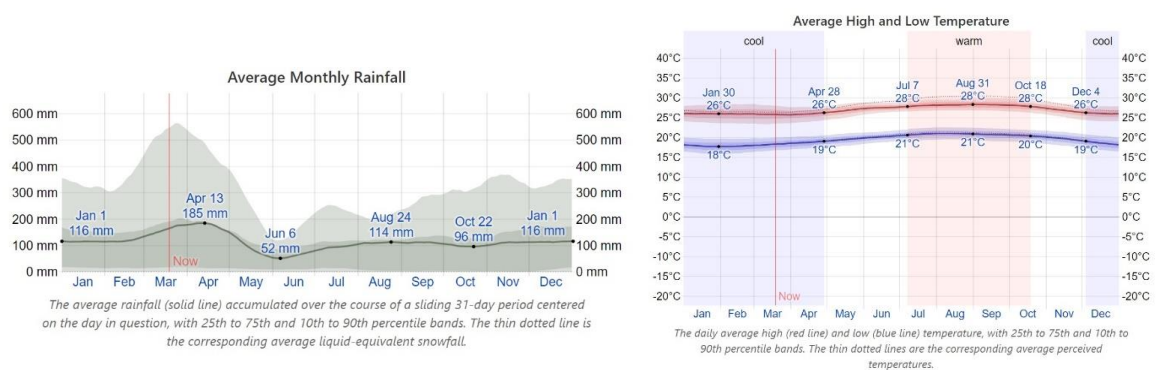 Average Monthly Rainfall
600 mm
600 mm
500 mm
500 mm
400 mm
400 mm
300 mm
300 mm
200 mm
200 mm
100 mm
100 mm
0 mm
0 mm
Jan 1
116 mm
Apr 13
185 mm
Jun 6
52 mm
Aug 24
114 mm
Oct 22
96 mm
Jan 1
116 mm
Now
Jan Feb Mar Apr May Jun Jul Aug Sep Oct Nov Dec
The average rainfall (solid line) accumulated over the course of a sliding 31-day period centered
on the day in question, with 25th to 75th and 10th to 90th percentile bands. The thin dotted line is
the corresponding average liquid-equivalent snowfall.
Average High and Low Temperature
cool
warm
cool
40°C
40°C
35°C
35°C
30°C
30°C
25°C
25°C
20°C
20°C
15°C
15°C
10°C
10°C
5°C
5°C
0°C
0°C
-5°C
-5°C
-10°C
-10°C
-15°C
-15°C
-20°C
-20°C
Jan 30
26°C
Apr 28
26°C
Jul 7
28°C
Aug 31
28°C
Oct 18
28°C
Dec 4
26°C
18°C
19°C
21°C
21°C
20°C
19°C
Now
Jan Feb Mar Apr May Jun Jul Aug Sep Oct Nov Dec
The daily average high (red line) and low (blue line) temperature, with 25th to 75th and 10th to
90th percentile bands. The thin dotted lines are the corresponding average perceived
temperatures.